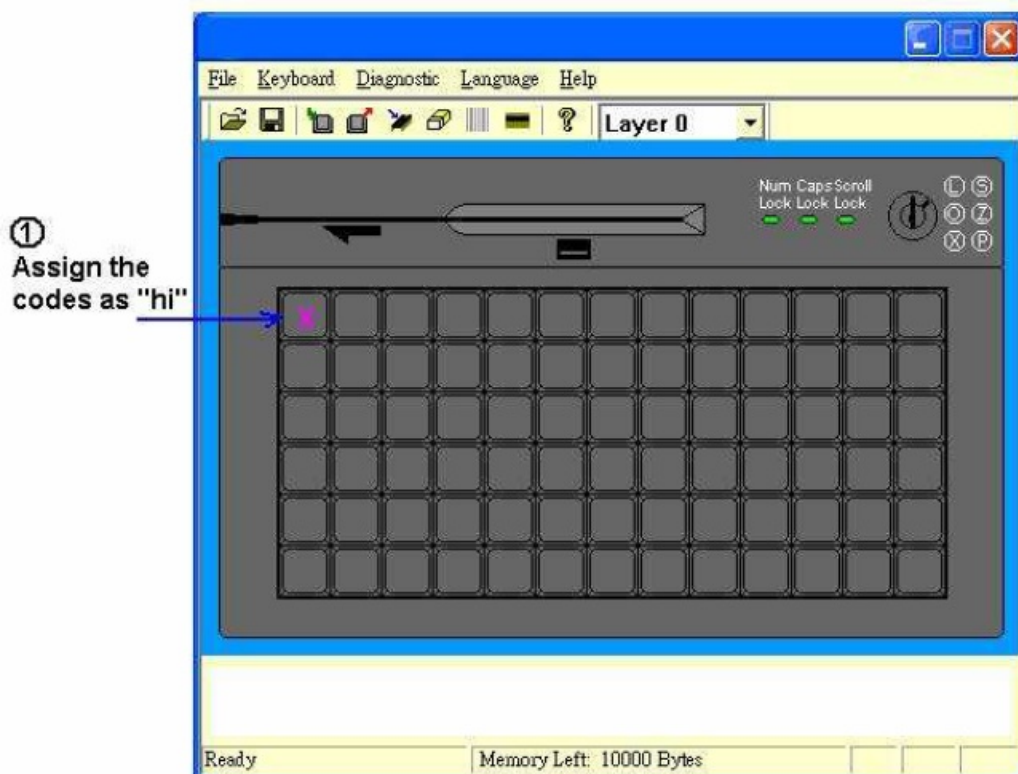 File Keyboard Diagnostic Language Help
Layer 0
Num Caps Scroll
Lock Lock Lock
L S
O Z
X P
1
Assign the
codes as "hi"
X
Ready
Memory Left: 10000 Bytes